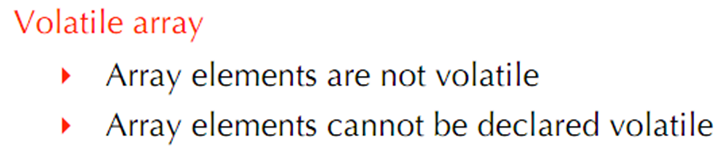 Volatile array
Array elements are not volatile
Array elements cannot be declared volatile